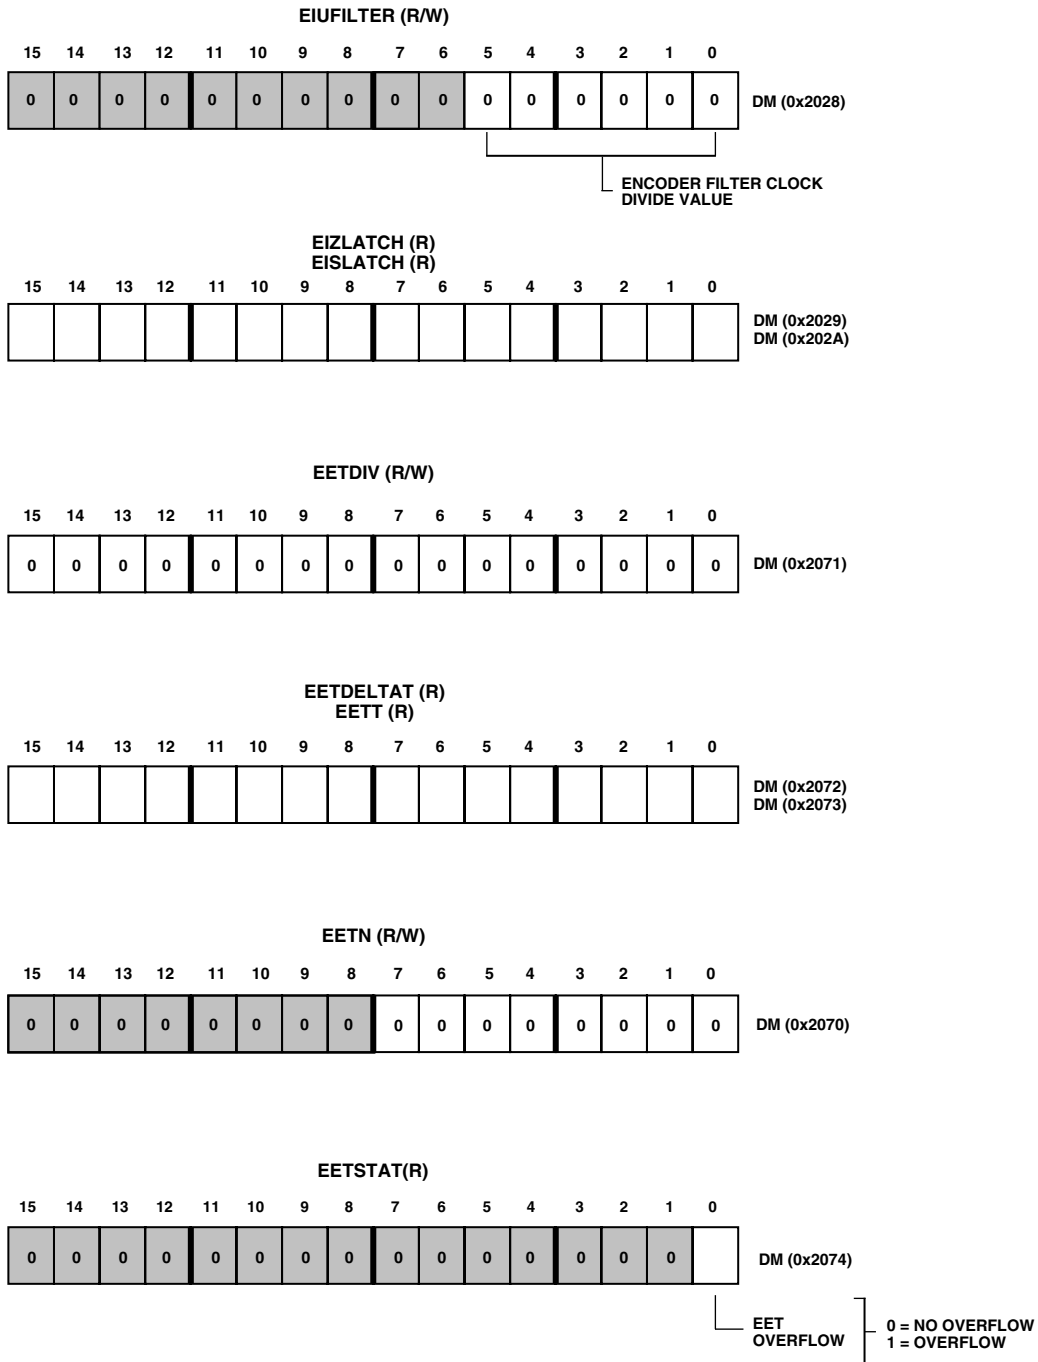 EIUFILTER (R/W)
15 14 13 12 11 10 9 8 7 6 5 4 3 2 1 0
0 0 0 0 0 0 0 0 0 0 0 0 0 0 0 0 DM (0x2028)
ENCODER FILTER CLOCK
DIVIDE VALUE
EIZLATCH (R)
EISLATCH (R)
15 14 13 12 11 10 9 8 7 6 5 4 3 2 1 0
DM (0x2029)
DM (0x202A)
EETDIV (R/W)
15 14 13 12 11 10 9 8 7 6 5 4 3 2 1 0
0 0 0 0 0 0 0 0 0 0 0 0 0 0 0 0 DM (0x2071)
EETDELTAT (R)
EETT (R)
15 14 13 12 11 10 9 8 7 6 5 4 3 2 1 0
DM (0x2072)
DM (0x2073)
EETN (R/W)
15 14 13 12 11 10 9 8 7 6 5 4 3 2 1 0
0 0 0 0 0 0 0 0 0 0 0 0 0 0 0 0 DM (0x2070)
EETSTAT(R)
15 14 13 12 11 10 9 8 7 6 5 4 3 2 1 0
0 0 0 0 0 0 0 0 0 0 0 0 0 0 0 DM (0x2074)
EET 0 = NO OVERFLOW
OVERFLOW 1 = OVERFLOW